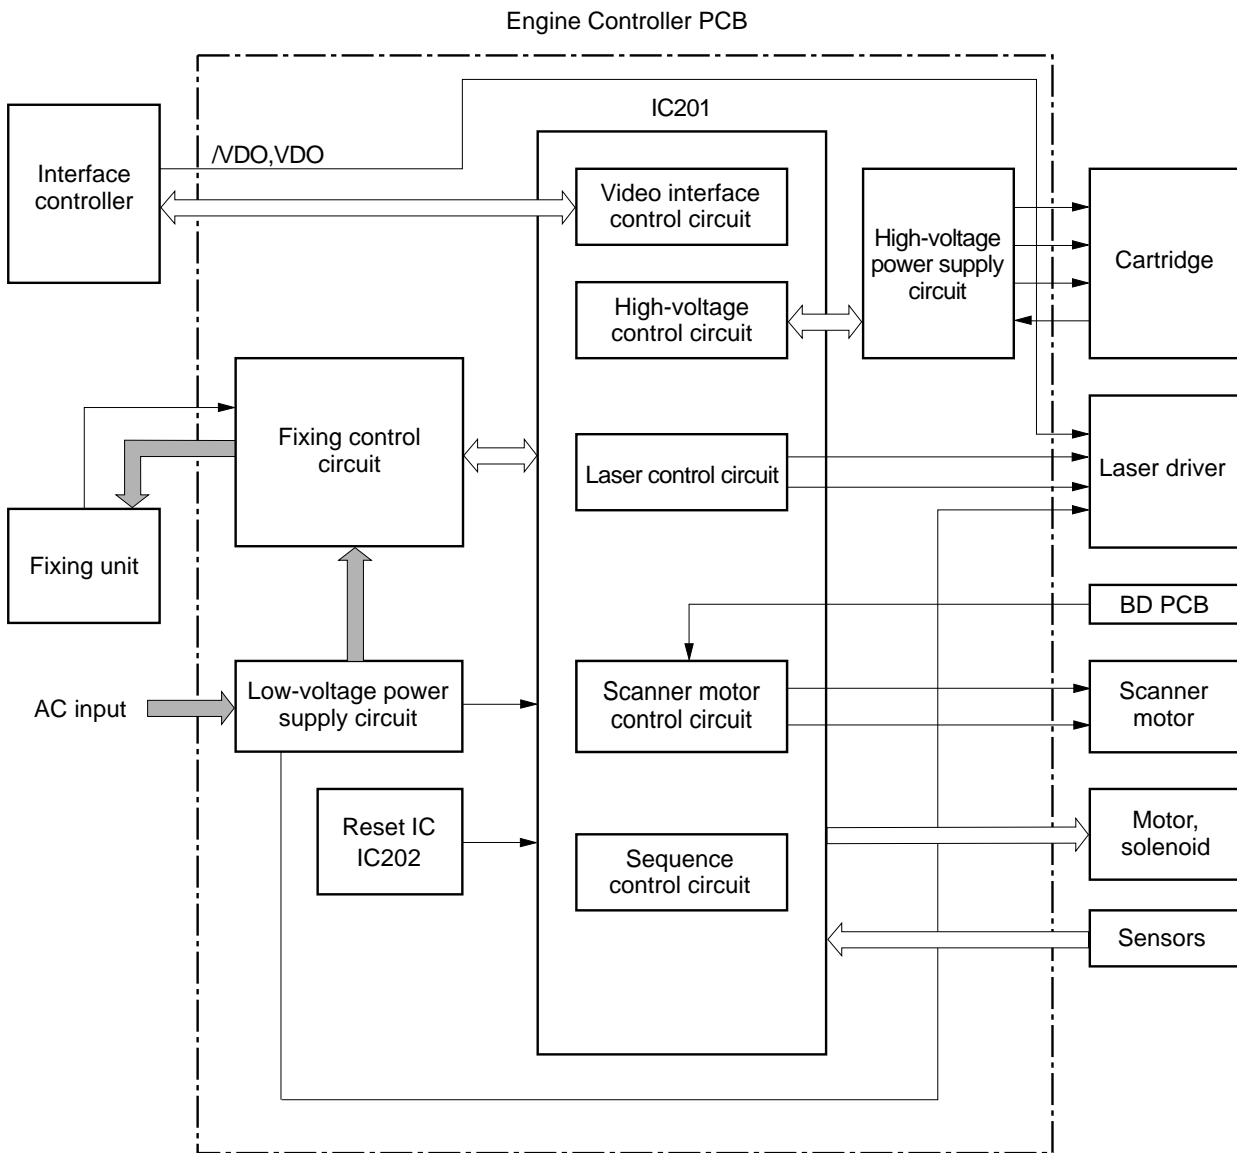 Engine Controller PCB
IC201
/VDO,VDO
Interface
controller
Video interface
control circuit
High-voltage
power supply
circuit
Cartridge
High-voltage
control circuit
Fixing control
circuit
Laser control circuit
Laser driver
Fixing unit
BD PCB
AC input
Low-voltage power
supply circuit
Scanner motor
control circuit
Scanner
motor
Reset IC
IC202
Motor,
solenoid
Sequence
control circuit
Sensors